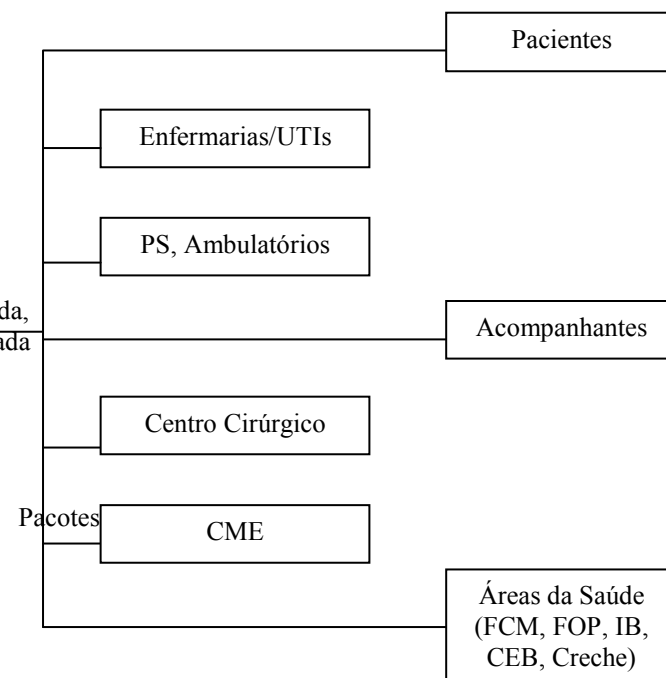 Pacientes
Enfermarias/UTIs
PS, Ambulatórios
Acompanhantes
Centro Cirúrgico
Pacotes
CME
Áreas da Saúde
(FCM, FOP, IB,
CEB, Creche)